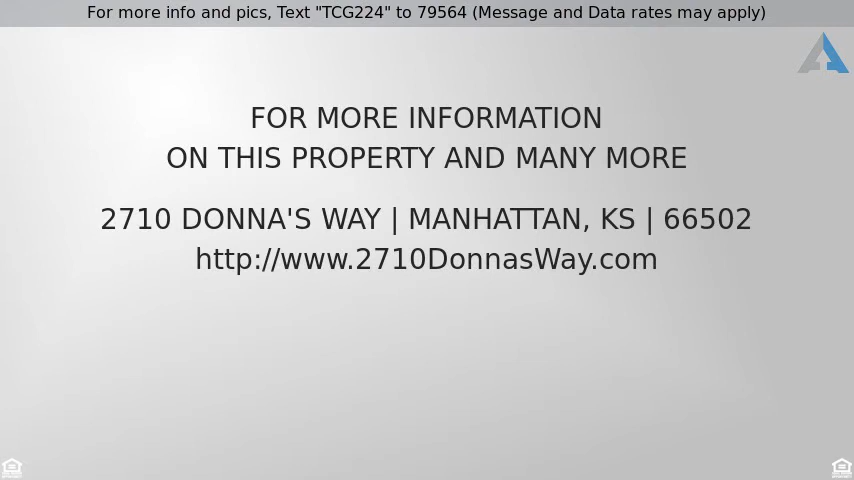 For more info and pics, Text "TCG224" to 79564 (Message and Data rates may apply)
FOR MORE INFORMATION
ON THIS PROPERTY AND MANY MORE
2710 DONNA'S WAY | MANHATTAN, KS | 66502
http://www.2710DonnasWay.com